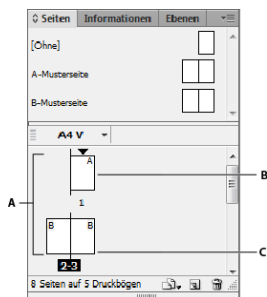 Seiten Informationen Ebenen
[Ohne]
A-Musterseite
B-Musterseite
A4 V
A
1
B B
2-3
8 Seiten auf 5 Druckbögen
A
B
C